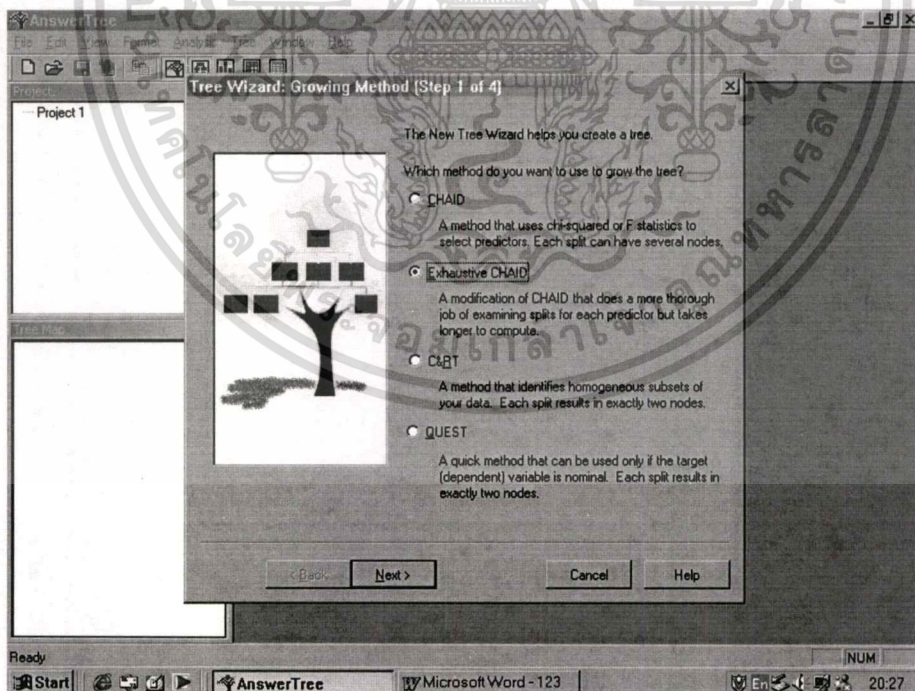 AnswerTree
File Edit View Format Analysis Tree Window Help
Project:
Project 1
Tree Map
Tree Wizard: Growing Method (Step 1 of 4)
The New Tree Wizard helps you create a tree.
Which method do you want to use to grow the tree?
CHAID
A method that uses chi-squared or F statistics to
select predictors. Each split can have several nodes.
Exhaustive CHAID
A modification of CHAID that does a more thorough
job of examining splits for each predictor but takes
longer to compute.
C&RT
A method that identifies homogeneous subsets of
your data. Each split results in exactly two nodes.
QUEST
A quick method that can be used only if the target
(dependent) variable is nominal. Each split results in
exactly two nodes.
< Back Next > Cancel Help
Ready NUM
Start AnswerTree Microsoft Word - 123 En 20:27